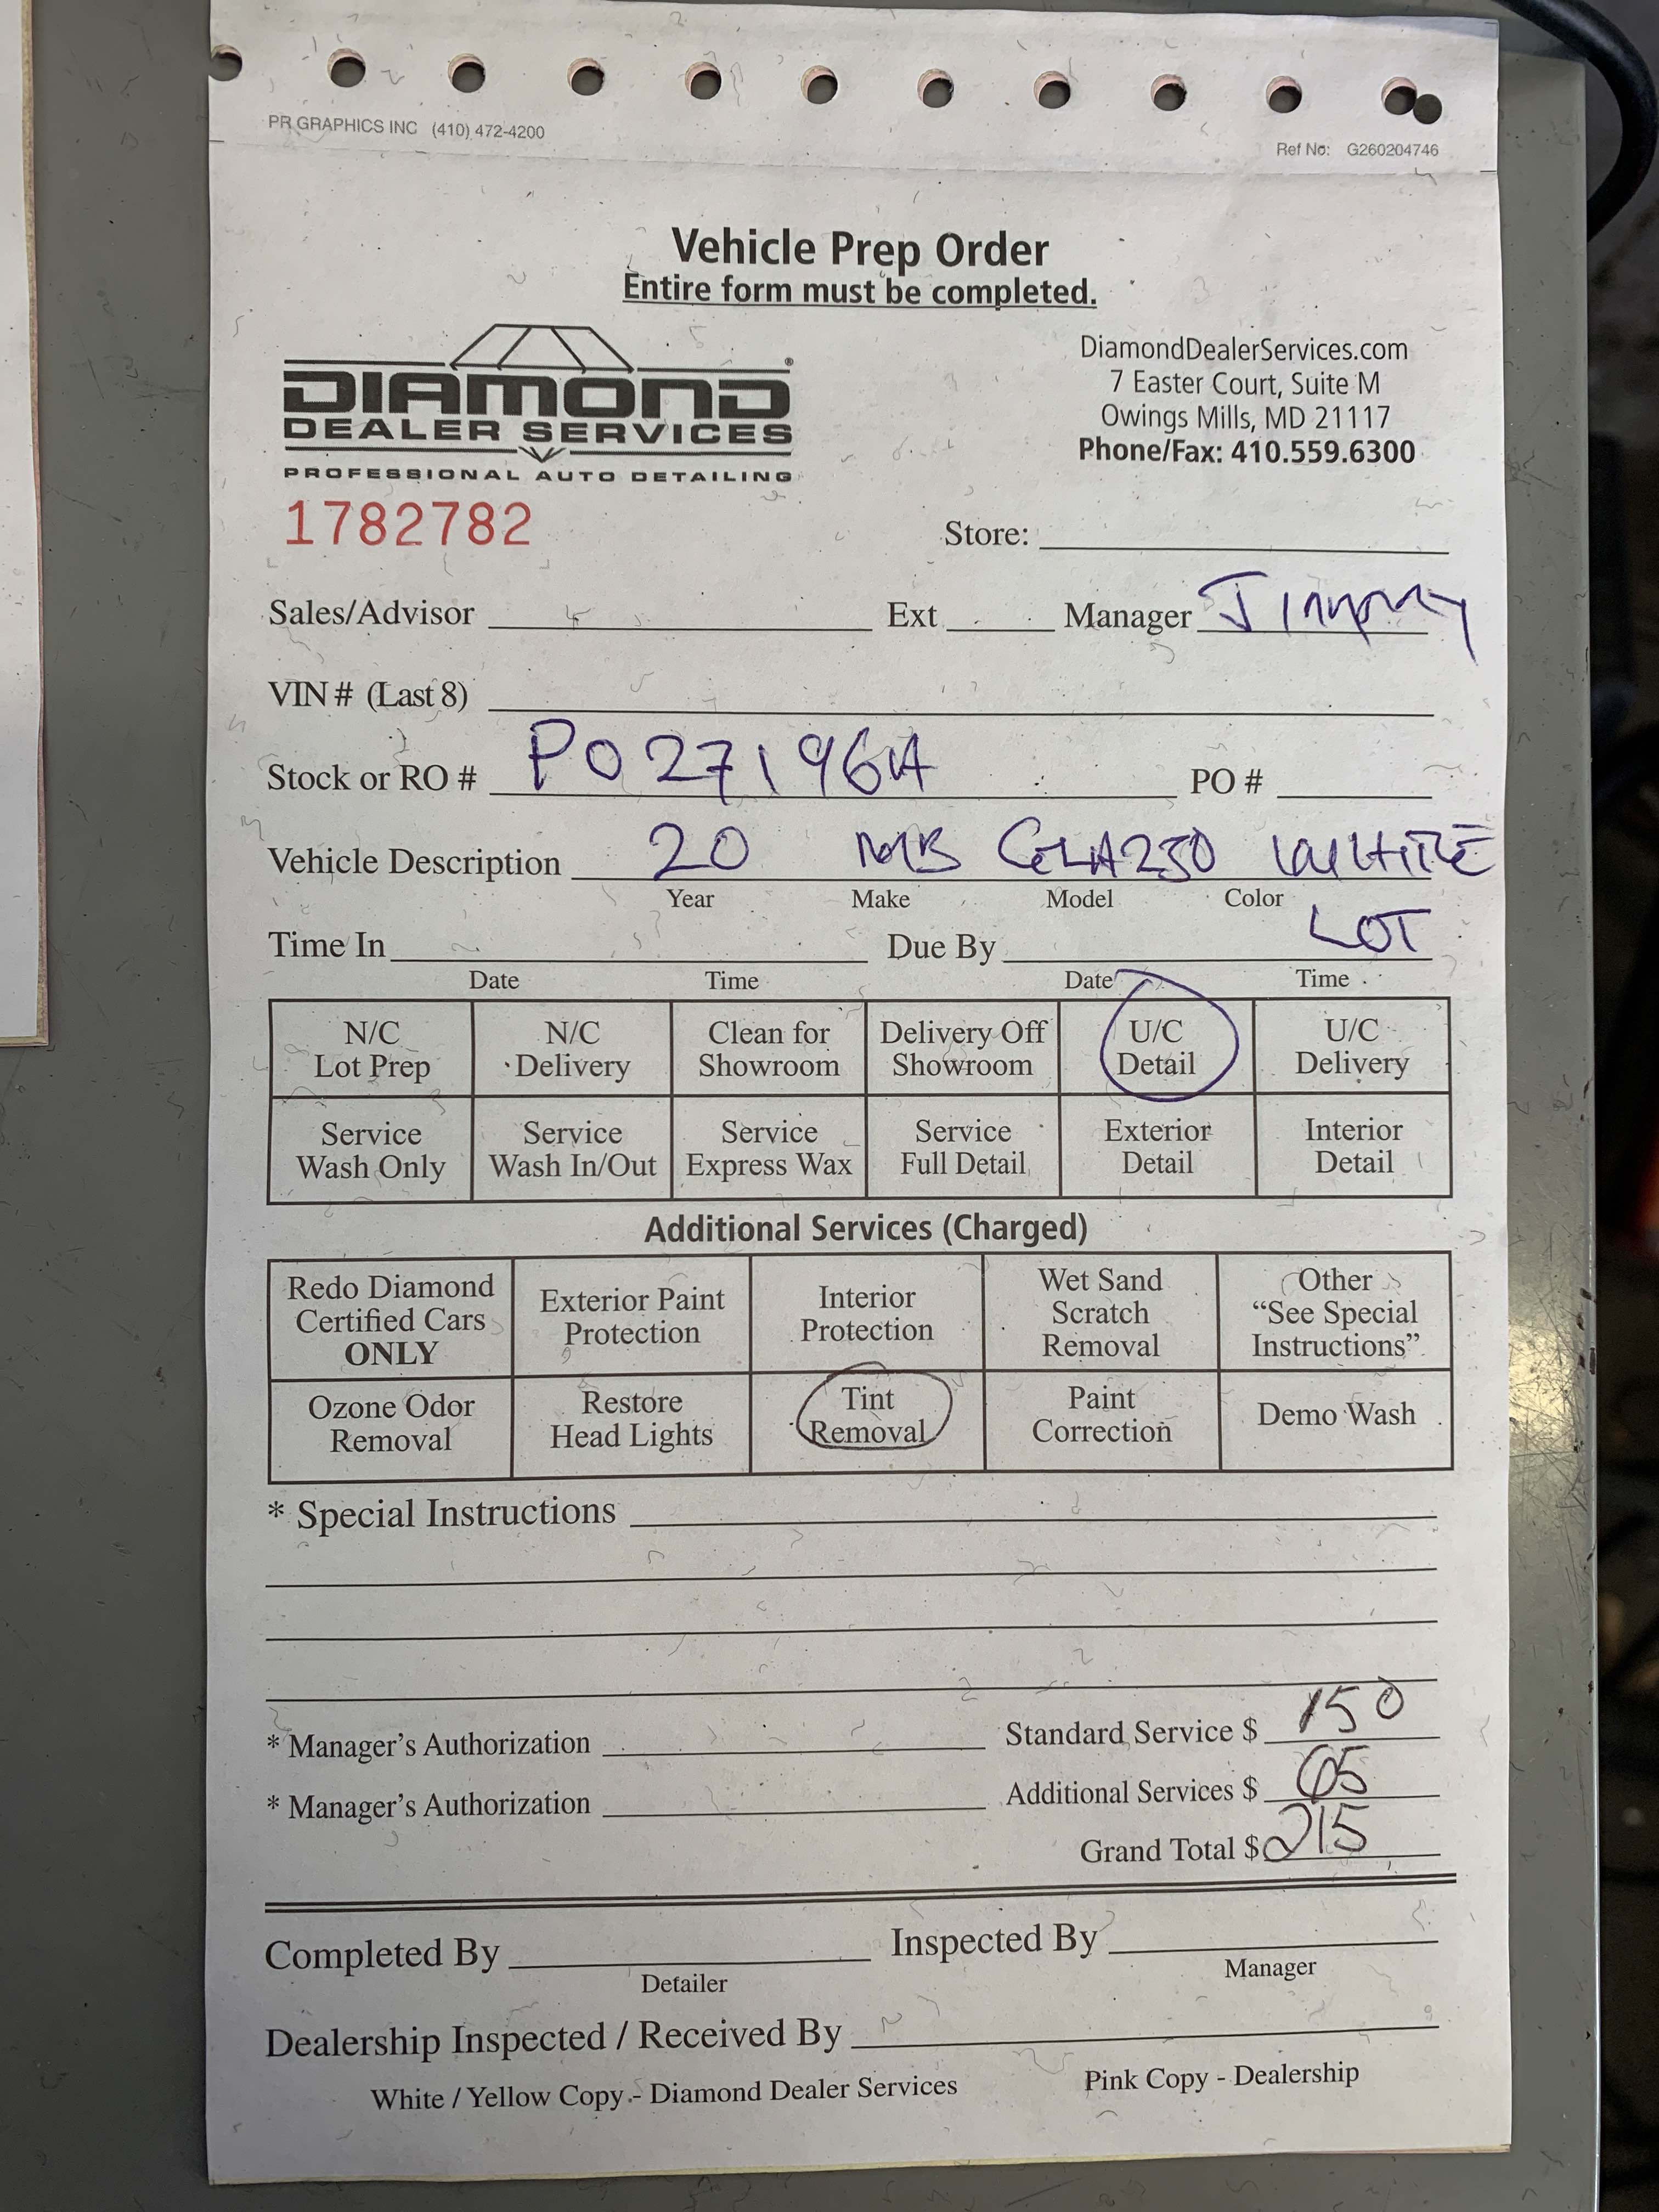 PR GRAPHICS INC (410) 472-4200
Ref No: G260204746
Vehicle Prep Order
Entire form must be completed.
DIAMOND®
DEALER SERVICES
PROFESSIONAL AUTO DETAILING
DiamondDealerServices.com
7 Easter Court, Suite M
Owings Mills, MD 21117
Phone/Fax: 410.559.6300
1782782
Store:
Sales/Advisor Ext Manager Jimmy
VIN # (Last 8)
Stock or RO # P027196A PO #
Vehicle Description 20 MB GLA250 WHITE
Year Make Model Color
Time In Due By LOT
Date Time Date Time
N/C Lot Prep
N/C Delivery
Clean for Showroom
Delivery Off Showroom
U/C Detail
U/C Delivery
Service Wash Only
Service Wash In/Out
Service Express Wax
Service Full Detail
Exterior Detail
Interior Detail
Additional Services (Charged)
Redo Diamond Certified Cars ONLY
Exterior Paint Protection
Interior Protection
Wet Sand Scratch Removal
Other "See Special Instructions"
Ozone Odor Removal
Restore Head Lights
Tint Removal
Paint Correction
Demo Wash
* Special Instructions
* Manager's Authorization Standard Service $ 150
* Manager's Authorization Additional Services $ 65
Grand Total $ 215
Completed By Inspected By
Detailer Manager
Dealership Inspected / Received By
White / Yellow Copy - Diamond Dealer Services Pink Copy - Dealership